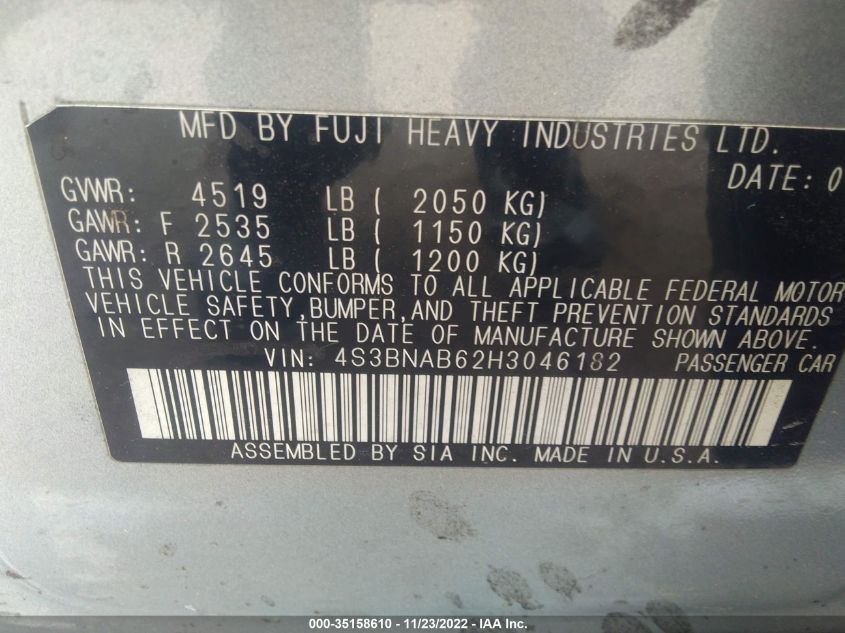 MFD BY FUJI HEAVY INDUSTRIES LTD.
DATE: 0
GVWR: 4519 LB ( 2050 KG)
GAWR: F 2535 LB ( 1150 KG)
GAWR: R 2645 LB ( 1200 KG)
THIS VEHICLE CONFORMS TO ALL APPLICABLE FEDERAL MOTOR
VEHICLE SAFETY, BUMPER, AND THEFT PREVENTION STANDARDS
IN EFFECT ON THE DATE OF MANUFACTURE SHOWN ABOVE.
VIN: 4S3BNAB62H3046182 PASSENGER CAR
ASSEMBLED BY SIA INC. MADE IN U.S.A.
000-35158610 - 11/23/2022 - IAA Inc.